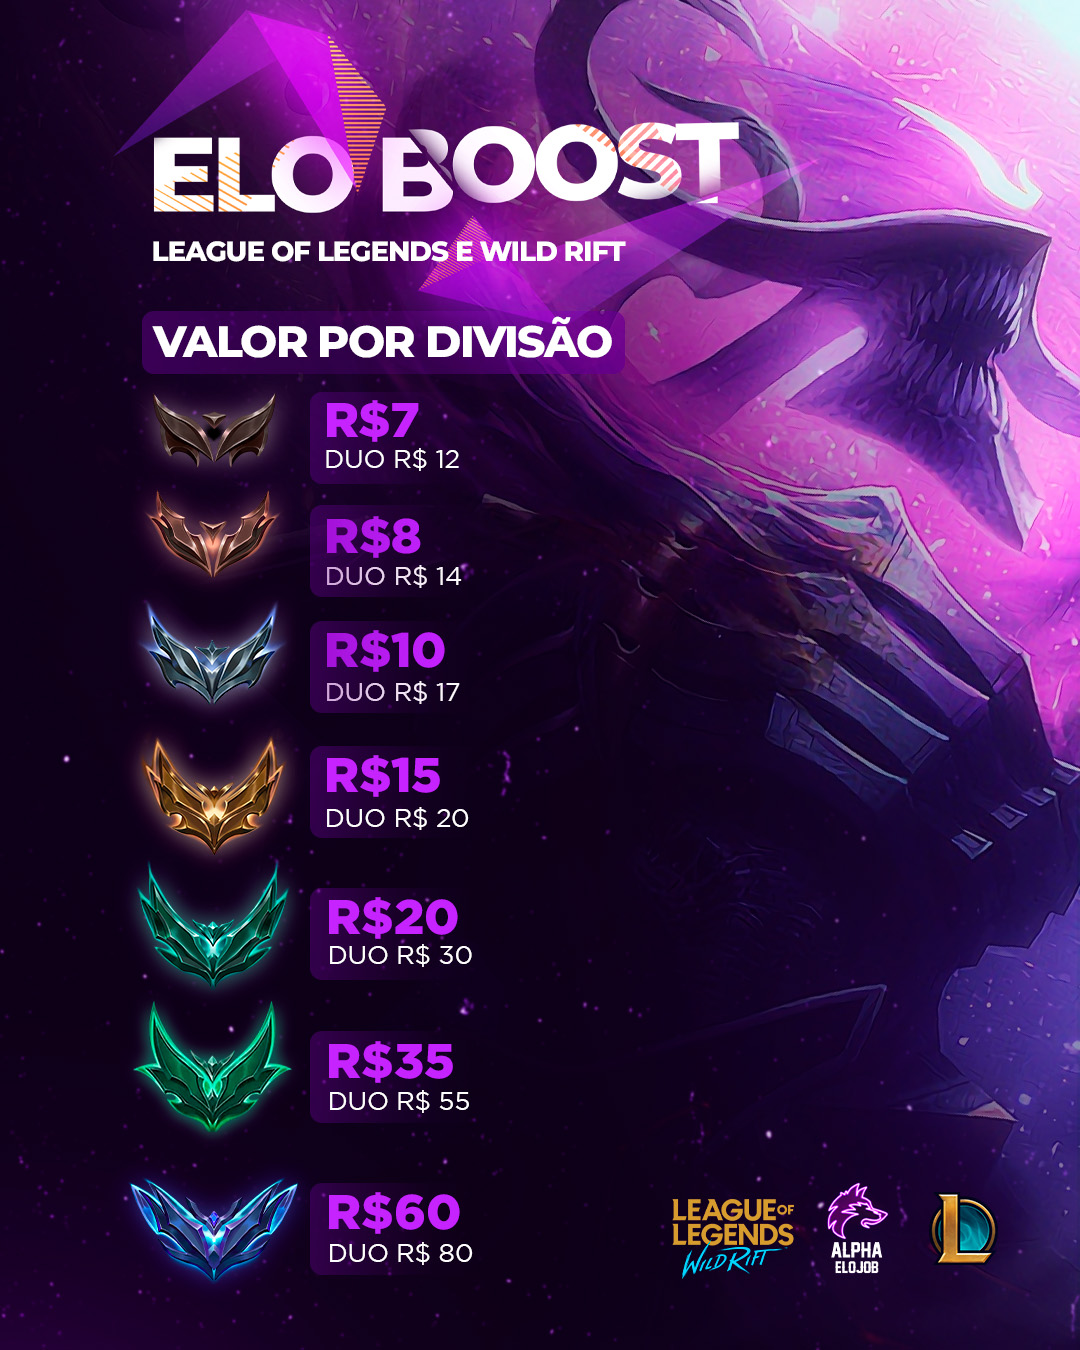 ELO BOOST
LEAGUE OF LEGENDS E WILD RIFT
VALOR POR DIVISÃO
R$7
DUO R$ 12
R$8
DUO R$ 14
R$10
DUO R$ 17
R$15
DUO R$ 20
R$20
DUO R$ 30
R$35
DUO R$ 55
R$60
DUO R$ 80
LEAGUE OF
LEGENDS
WILD RIFT
ALPHA
ELOJOB
L